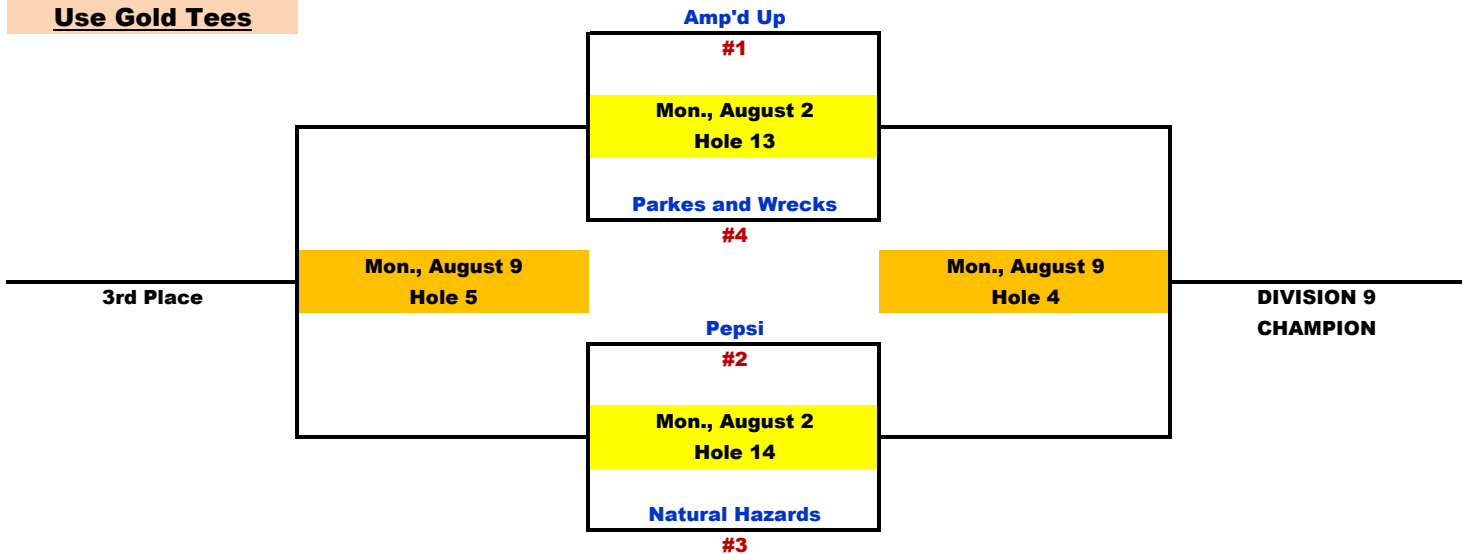 Use Gold Tees
Amp'd Up
#1
Mon., August 2
Hole 13
Parkes and Wrecks
#4
Mon., August 9
Hole 5
Mon., August 9
Hole 4
3rd Place
DIVISION 9
CHAMPION
Pepsi
#2
Mon., August 2
Hole 14
Natural Hazards
#3